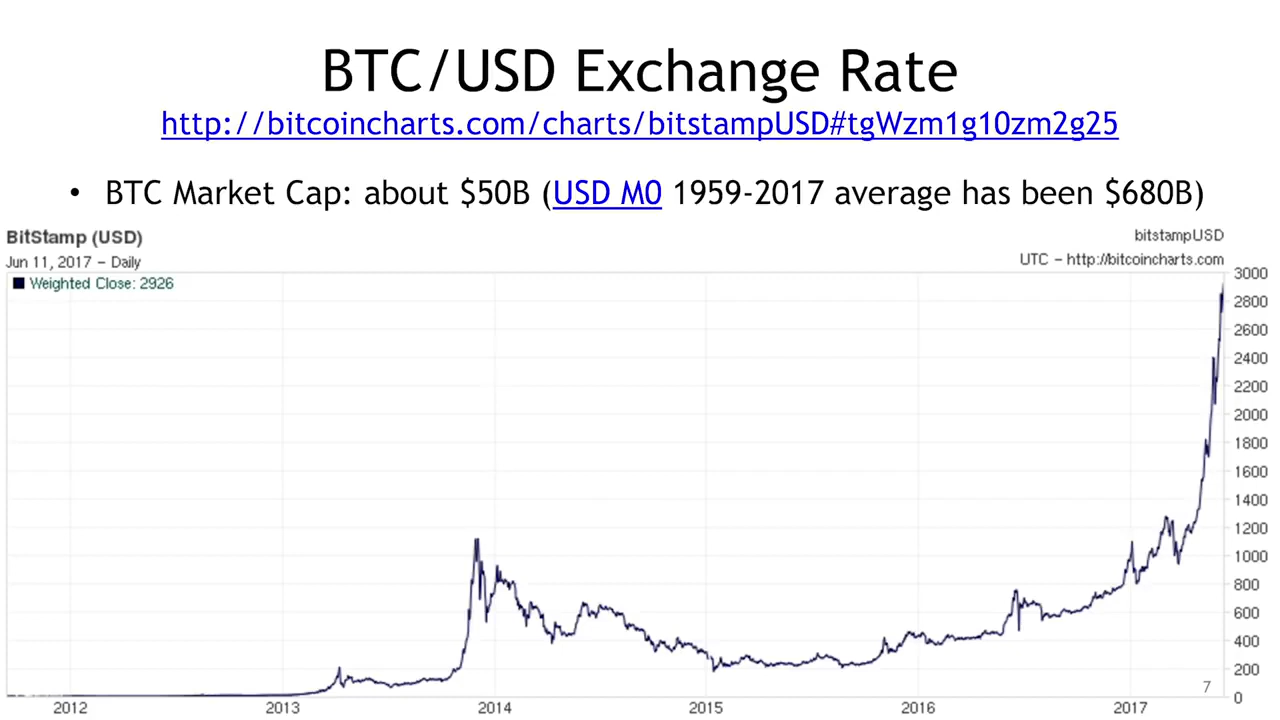 BTC/USD Exchange Rate
http://bitcoincharts.com/charts/bitstampUSD#tgWzm1g10zm2g25
• BTC Market Cap: about $50B (USD M0 1959-2017 average has been $680B)
BitStamp (USD)
bitstampUSD
Jun 11, 2017 – Daily
UTC – http://bitcoincharts.com
Weighted Close: 2926
3000
2800
2600
2400
2200
2000
1800
1600
1400
1200
1000
800
600
400
200
0
7
2012 2013 2014 2015 2016 2017